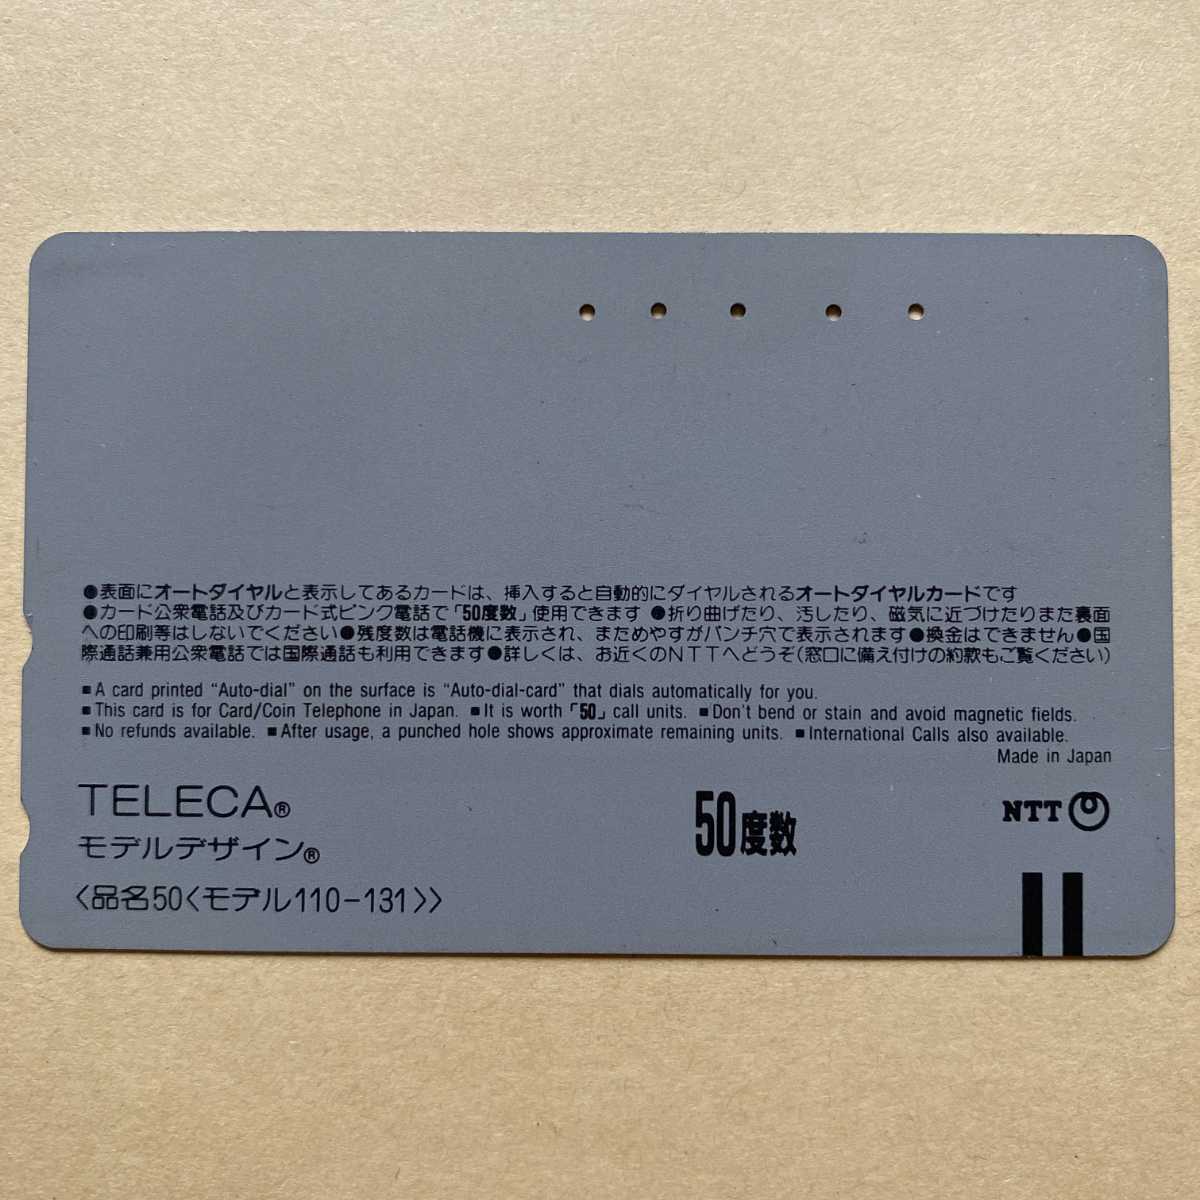 ●表面にオートダイヤルと表示してあるカードは、挿入すると自動的にダイヤルされるオートダイヤルカードです
●カード公衆電話及びカード式ピンク電話で「50度数」使用できます ●折り曲げたり、汚したり、磁気に近づけたりまた裏面
への印刷等はしないでください●残度数は電話機に表示され、まためやすがパンチ穴で表示されます●換金はできません●国
際通話兼用公衆電話では国際通話も利用できます●詳しくは、お近くのNTTへどうぞ(窓口に備え付けの約款もご覧ください)
■A card printed "Auto-dial" on the surface is "Auto-dial-card" that dials automatically for you.
■This card is for Card/Coin Telephone in Japan. ■It is worth「50」call units. ■Don't bend or stain and avoid magnetic fields.
■No refunds available. ■After usage, a punched hole shows approximate remaining units. ■International Calls also available.
Made in Japan
TELECA®
モデルデザイン®
〈品名50〈モデル110-131〉〉
50度数
NTT